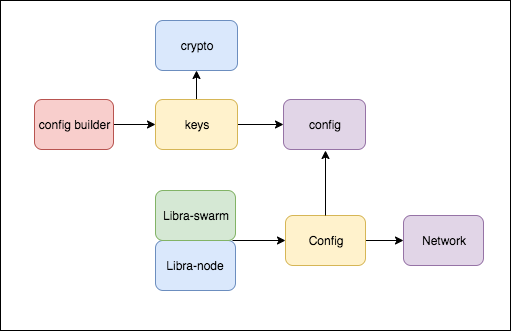 crypto
config builder
keys
config
Libra-swarm
Libra-node
Config
Network